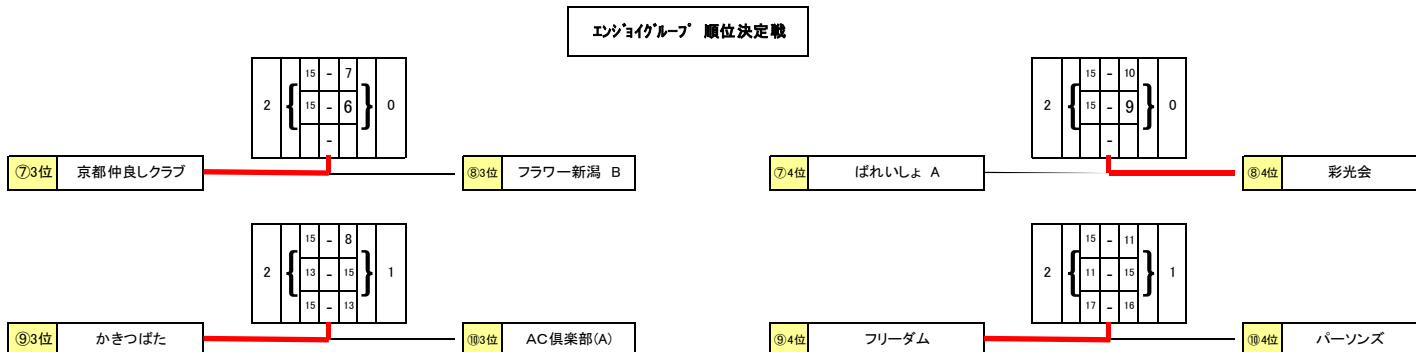 エンジョイグループ 順位決定戦
15 - 7
2 { 15 - 6 } 0
-
⑦3位 京都仲良しクラブ
⑧3位 フラワー新潟 B
15 - 10
2 { 15 - 9 } 0
-
⑦4位 ばれいしょ A
⑧4位 彩光会
15 - 8
2 { 13 - 15 } 1
15 - 13
⑨3位 かきつばた
⑩3位 AC倶楽部(A)
15 - 11
2 { 11 - 15 } 1
17 - 16
⑨4位 フリーダム
⑩4位 パーソンズ